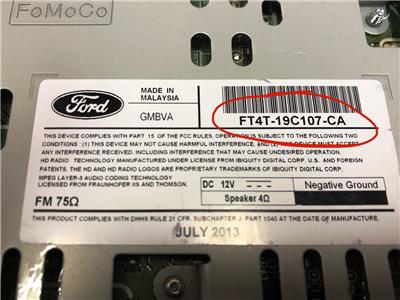 FoMoCo
Ford
MADE IN
MALAYSIA
GMBVA
FT4T-19C107-CA
THIS DEVICE COMPLIES WITH PART 15 OF THE FCC RULES. OPERATION IS SUBJECT TO THE FOLLOWING TWO
CONDITIONS : (1) THIS DEVICE MAY NOT CAUSE HARMFUL INTERFERENCE, AND (2) THIS DEVICE MUST ACCEPT
ANY INTERFERENCE RECEIVED, INCLUDING INTERFERENCE THAT MAY CAUSE UNDESIRED OPERATION.
HD RADIO TECHNOLOGY MANUFACTURED UNDER LICENSE FROM IBIQUITY DIGITAL CORP. U.S. AND FOREIGN
PATENTS. HD RADIO AND THE HD AND HD RADIO LOGOS ARE PROPRIETARY TRADEMARKS OF IBIQUITY DIGITAL CORP.
MPEG LAYER-3 AUDIO CODING TECHNOLOGY
LICENSED FROM FRAUNHOFER IIS AND THOMSON.
DC 12V
Negative Ground
FM 75Ω
Speaker 4Ω
THIS PRODUCT COMPLIES WITH DHHS RULE 21 CFR. SUBCHAPTER J. PART 1040 AT THE DATE OF MANUFACTURE.
JULY 2013